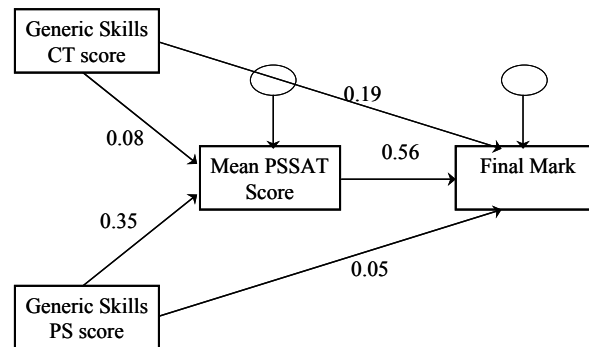 Generic Skills
CT score
0.19
0.08
Mean PSSAT
Score
0.56
Final Mark
0.35
0.05
Generic Skills
PS score